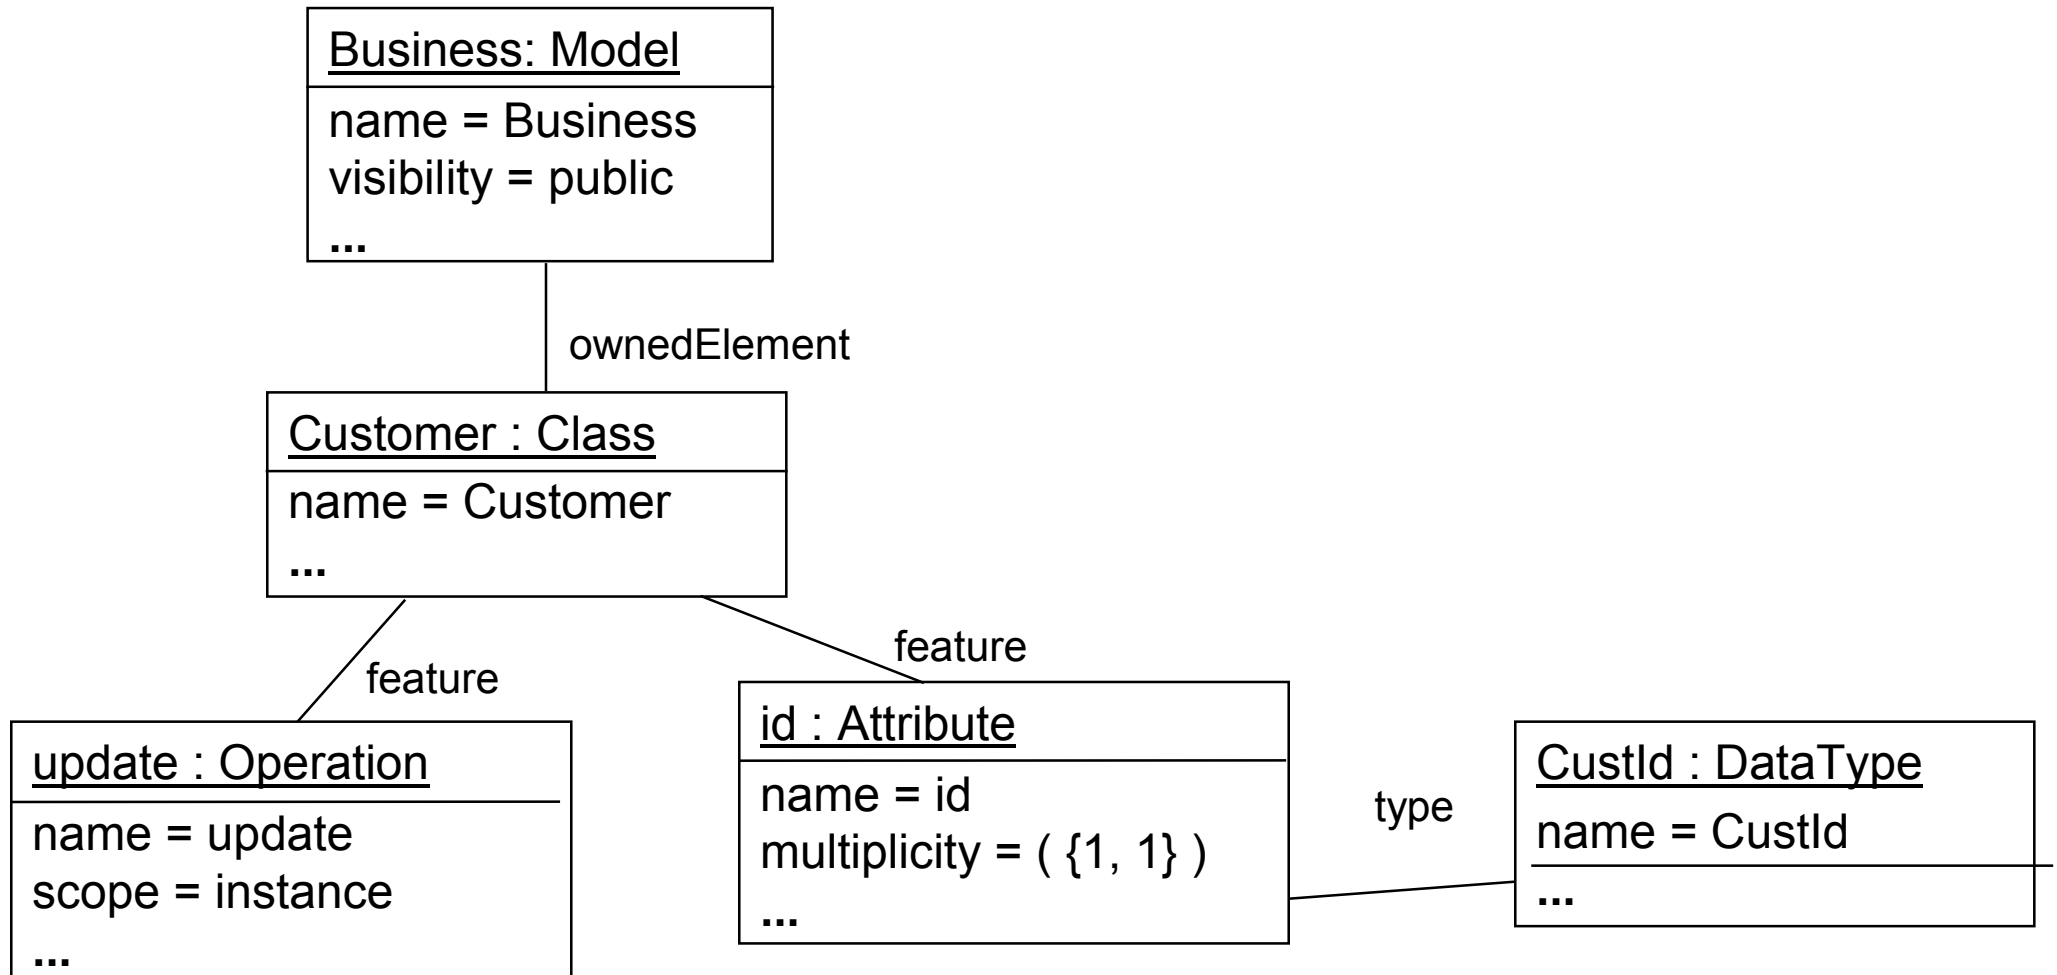 Business: Model
name = Business
visibility = public
...
ownedElement
Customer : Class
name = Customer
...
feature
feature
update : Operation
name = update
scope = instance
...
id : Attribute
name = id
multiplicity = ( {1, 1} )
...
type
CustId : DataType
name = CustId
...